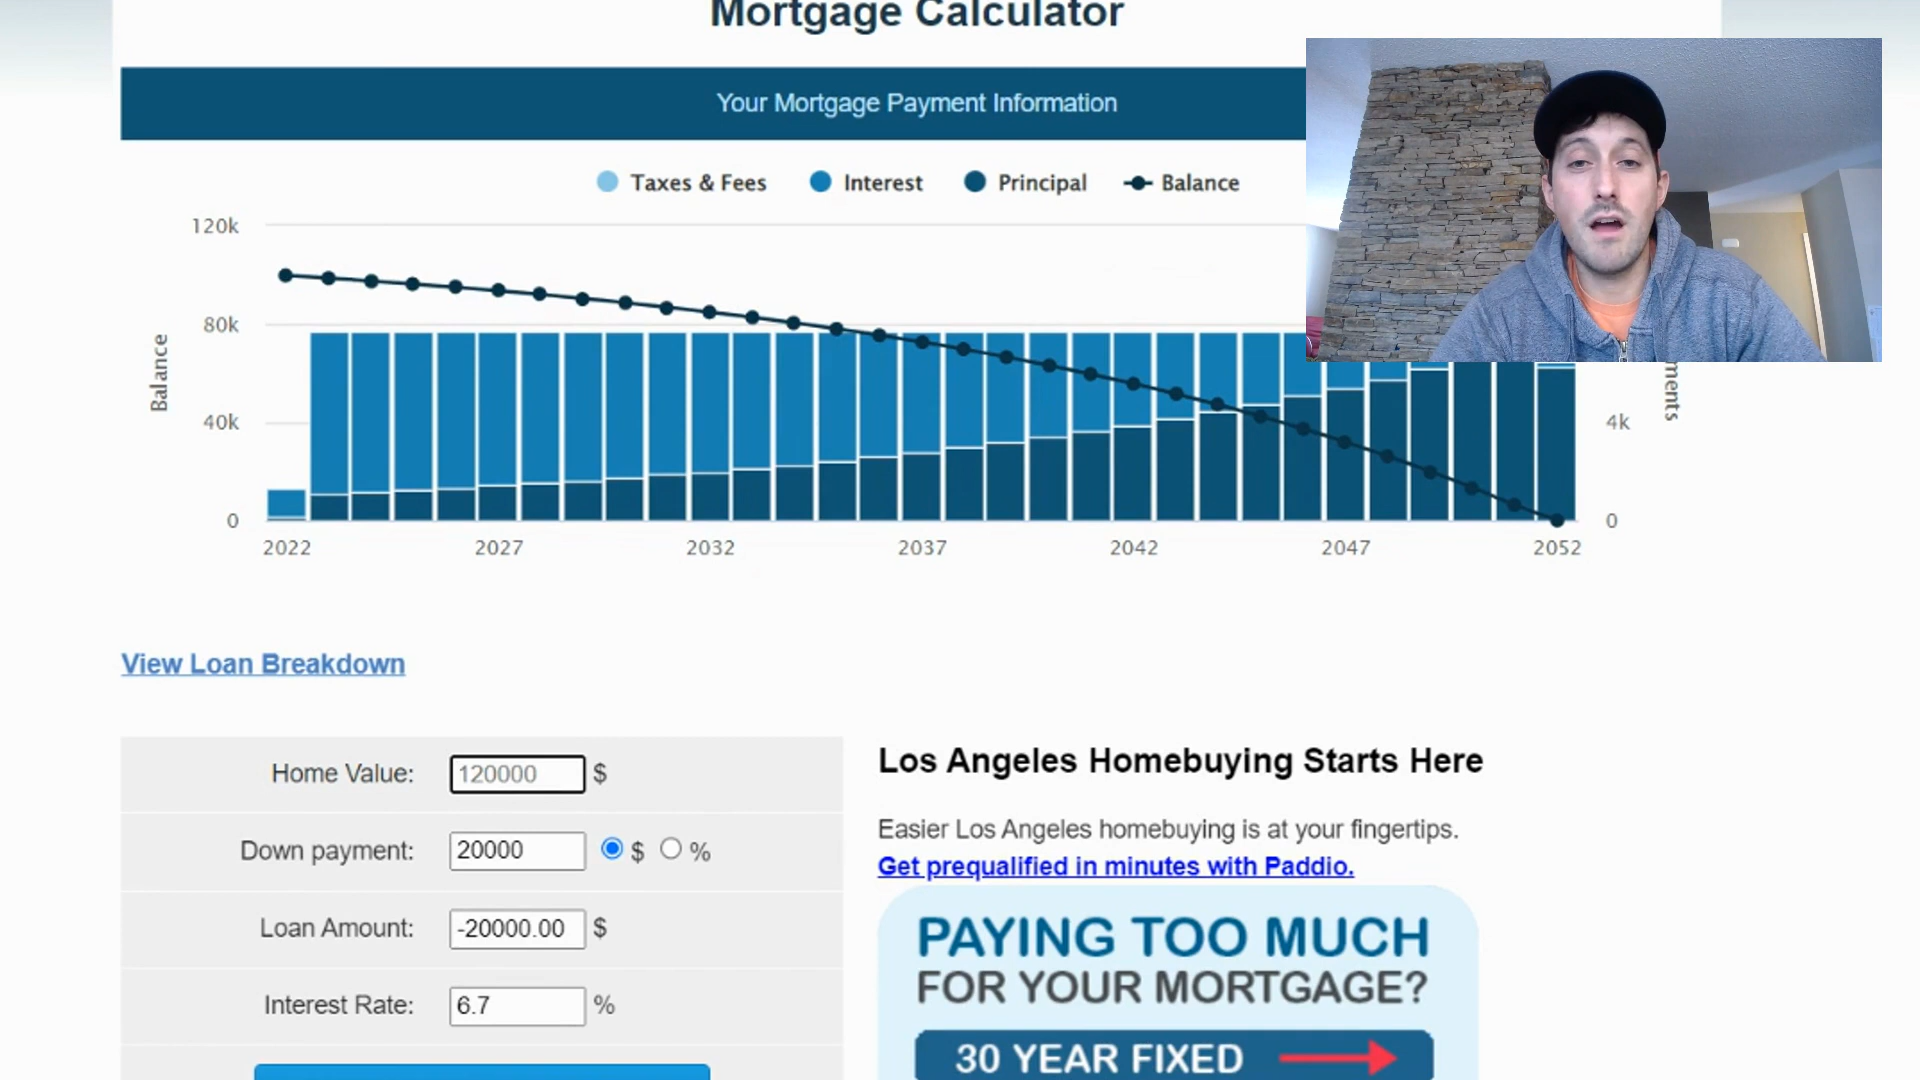 Mortgage Calculator
Your Mortgage Payment Information
Taxes & Fees Interest Principal Balance
120k
80k
40k
0
Balance
4k
0
2022 2027 2032 2037 2042 2047 2052
View Loan Breakdown
Home Value: 120000 $
Down payment: 20000 $ %
Loan Amount: -20000.00 $
Interest Rate: 6.7 %
Los Angeles Homebuying Starts Here
Easier Los Angeles homebuying is at your fingertips.
Get prequalified in minutes with Paddio.
PAYING TOO MUCH
FOR YOUR MORTGAGE?
30 YEAR FIXED